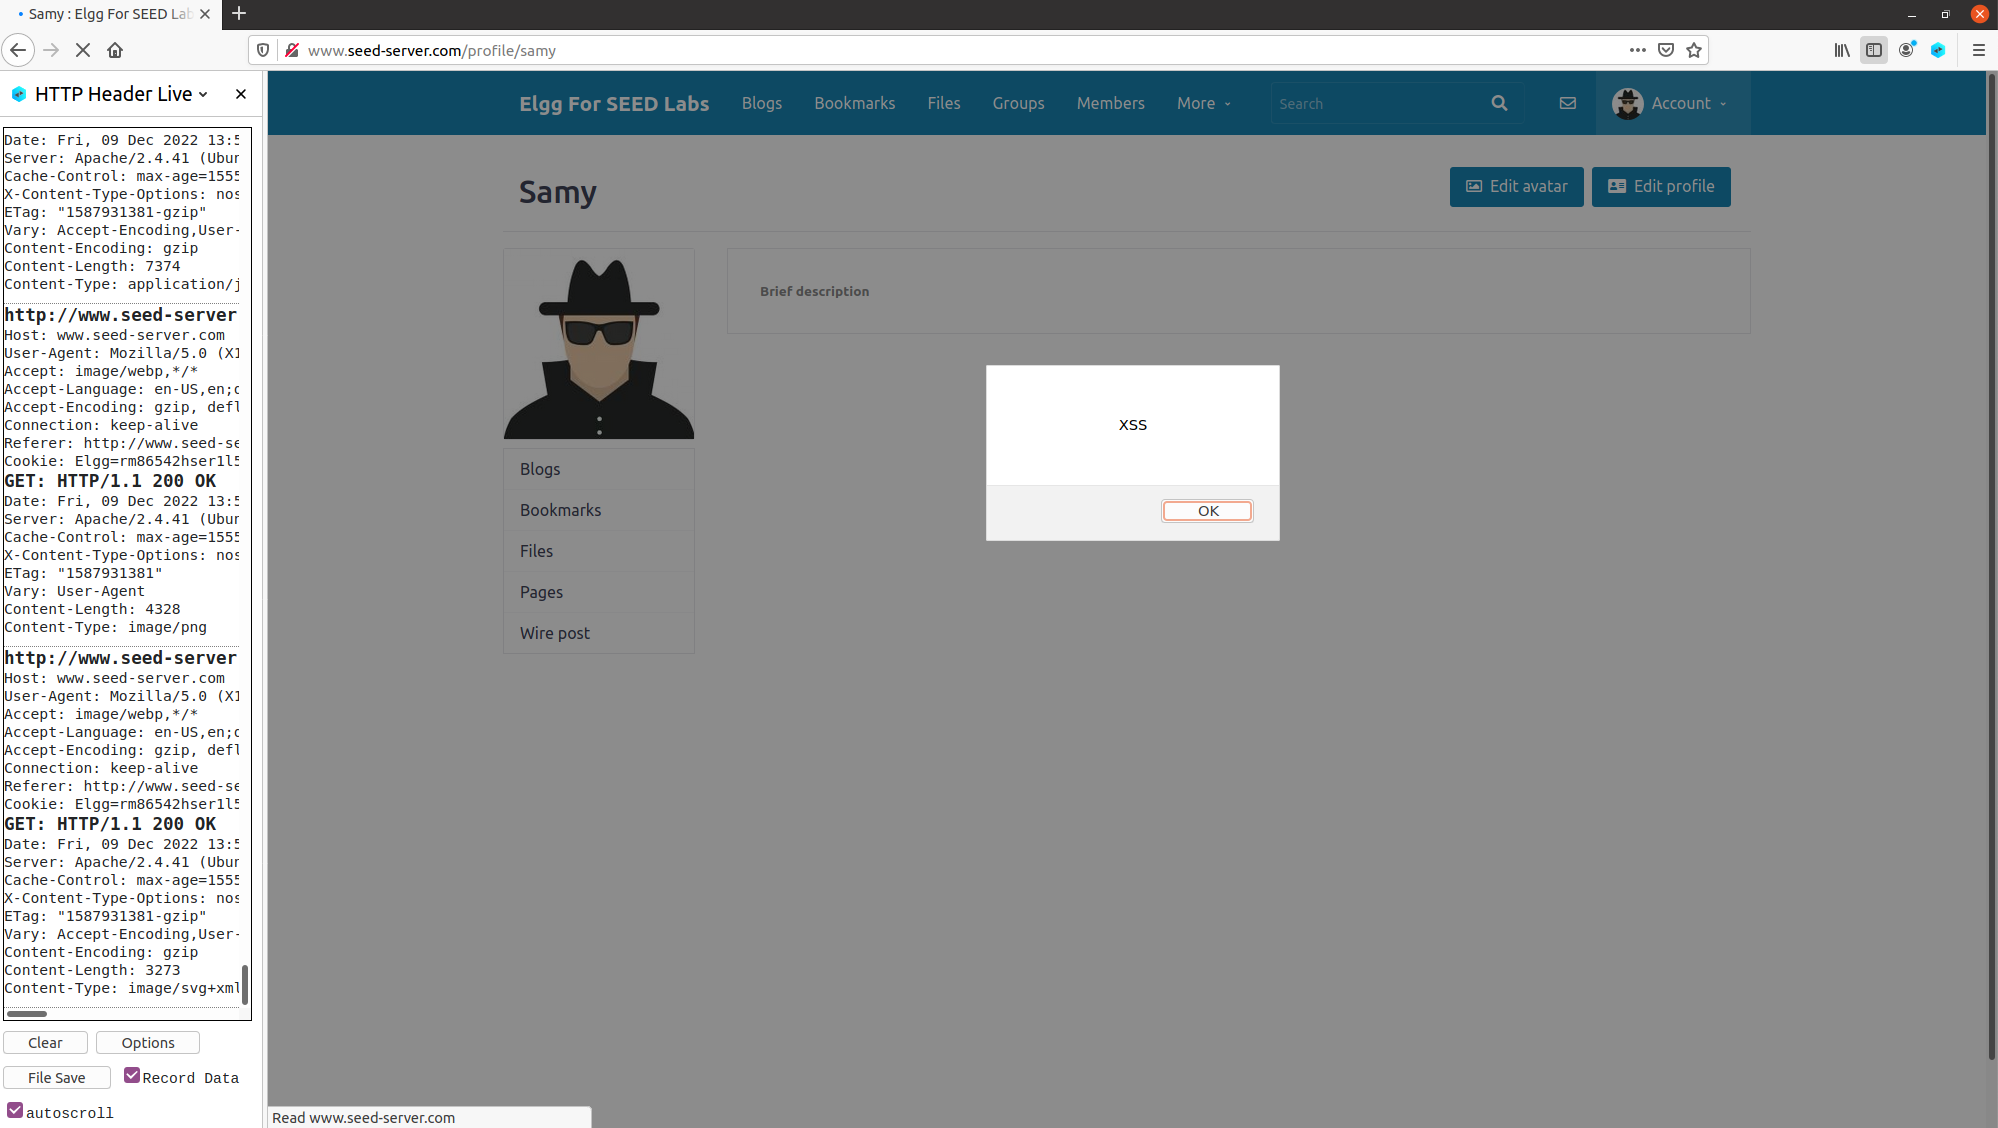 Samy : Elgg For SEED Lab
www.seed-server.com/profile/samy
HTTP Header Live
Date: Fri, 09 Dec 2022 13:5
Server: Apache/2.4.41 (Ubun
Cache-Control: max-age=1555
X-Content-Type-Options: nos
ETag: "1587931381-gzip"
Vary: Accept-Encoding,User-
Content-Encoding: gzip
Content-Length: 7374
Content-Type: application/j
http://www.seed-server
Host: www.seed-server.com
User-Agent: Mozilla/5.0 (X1
Accept: image/webp,*/*
Accept-Language: en-US,en;q
Accept-Encoding: gzip, defl
Connection: keep-alive
Referer: http://www.seed-se
Cookie: Elgg=rm86542hser1l5
GET: HTTP/1.1 200 OK
Date: Fri, 09 Dec 2022 13:5
Server: Apache/2.4.41 (Ubun
Cache-Control: max-age=1555
X-Content-Type-Options: nos
ETag: "1587931381"
Vary: User-Agent
Content-Length: 4328
Content-Type: image/png
http://www.seed-server
Host: www.seed-server.com
User-Agent: Mozilla/5.0 (X1
Accept: image/webp,*/*
Accept-Language: en-US,en;q
Accept-Encoding: gzip, defl
Connection: keep-alive
Referer: http://www.seed-se
Cookie: Elgg=rm86542hser1l5
GET: HTTP/1.1 200 OK
Date: Fri, 09 Dec 2022 13:5
Server: Apache/2.4.41 (Ubun
Cache-Control: max-age=1555
X-Content-Type-Options: nos
ETag: "1587931381-gzip"
Vary: Accept-Encoding,User-
Content-Encoding: gzip
Content-Length: 3273
Content-Type: image/svg+xml
Clear Options
File Save Record Data
autoscroll
Elgg For SEED Labs Blogs Bookmarks Files Groups Members More Search Account
Samy
Edit avatar Edit profile
Brief description
Blogs
Bookmarks
Files
Pages
Wire post
XSS
OK
Read www.seed-server.com